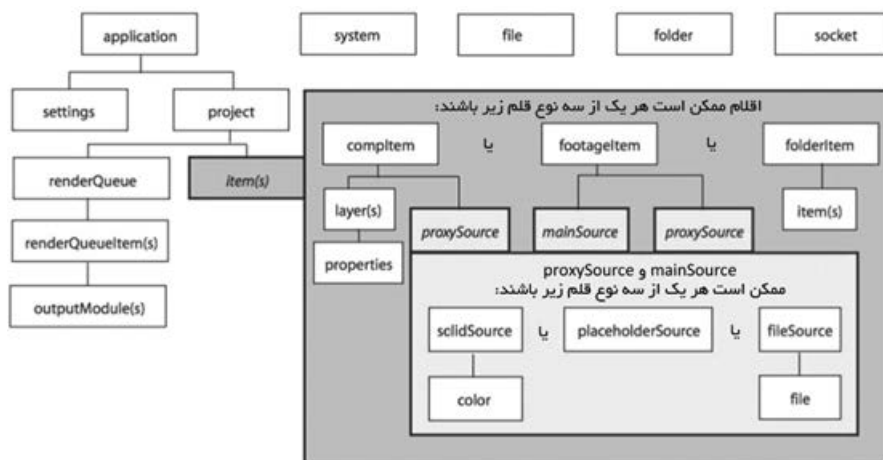 application
system
file
folder
socket
settings
project
اقلام ممکن است هر یک از سه نوع قلم زیر باشند:
compItem
یا
footageItem
یا
folderItem
renderQueue
item(s)
layer(s)
item(s)
proxySource
mainSource
proxySource
renderQueueItem(s)
properties
proxySource و mainSource
ممکن است هر یک از سه نوع قلم زیر باشند:
outputModule(s)
sclidSource
یا
placeholderSource
یا
fileSource
color
file